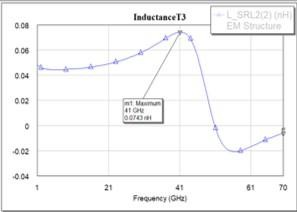 InductanceT3
L_SRL2(2) (nH)
EM Structure
0.08
0.06
0.04
0.02
0
-0.02
-0.04
m1: Maximum
41 GHz
0.0743 nH
1
21
41
61
70
Frequency (GHz)